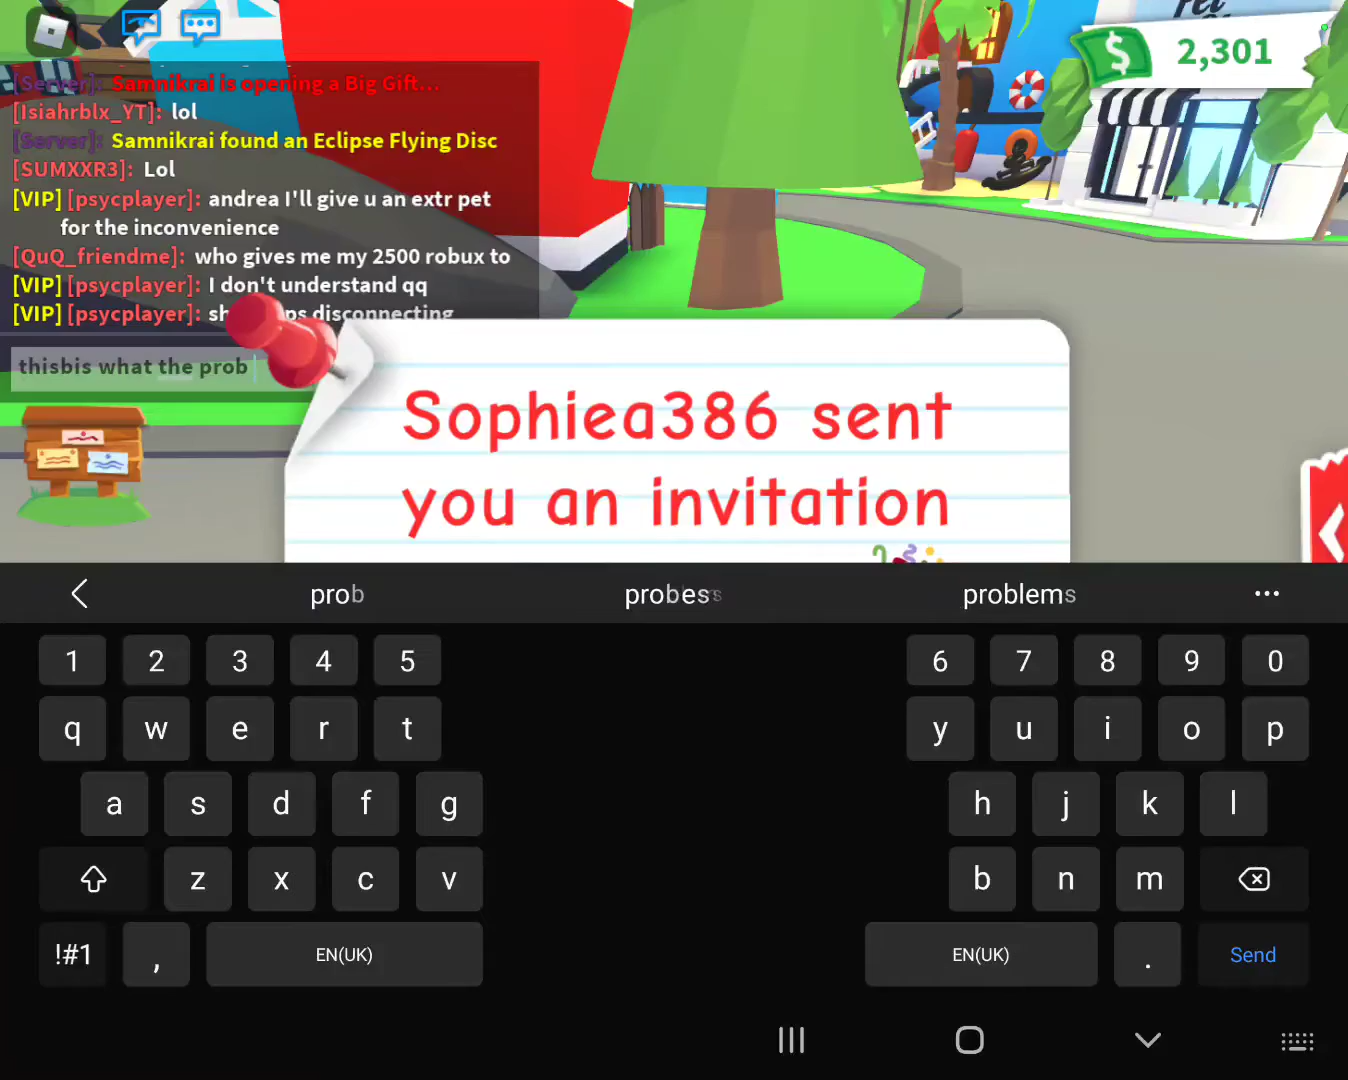 [Server]: Samnikrai is opening a Big Gift...
[Isiahrblx_YT]: lol
[Server]: Samnikrai found an Eclipse Flying Disc
[SUMXXR3]: Lol
[VIP] [psycplayer]: andrea I'll give u an extr pet
for the inconvenience
[QuQ_friendme]: who gives me my 2500 robux to
[VIP] [psycplayer]: I don't understand qq
[VIP] [psycplayer]: disconnecting
thisbis what the prob
$ 2,301
Sophiea386 sent
you an invitation
prob problems
1 2 3 4 5 6 7 8 9 0
q w e r t y u i o p
a s d f g h j k l
z x c v b n m
!#1 , EN(UK) EN(UK) . Send